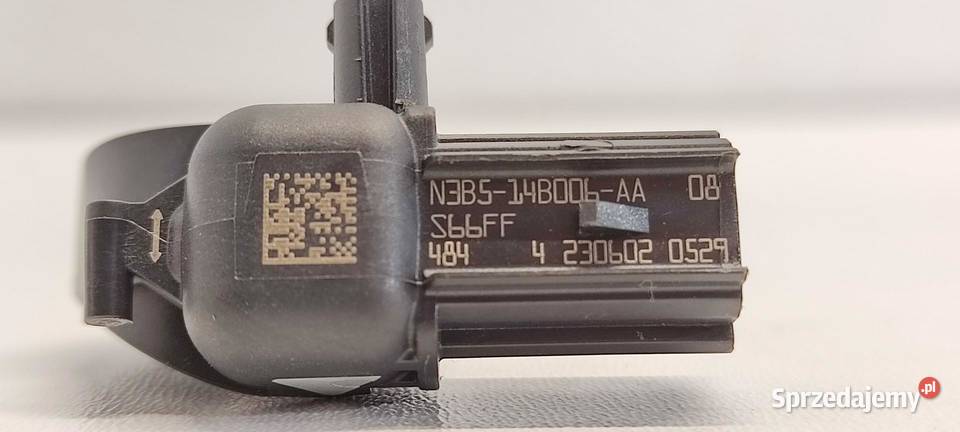 N3B5-14B006-AA 08
S66FF
484 4 230602 0529
Sprzedajemy.pl